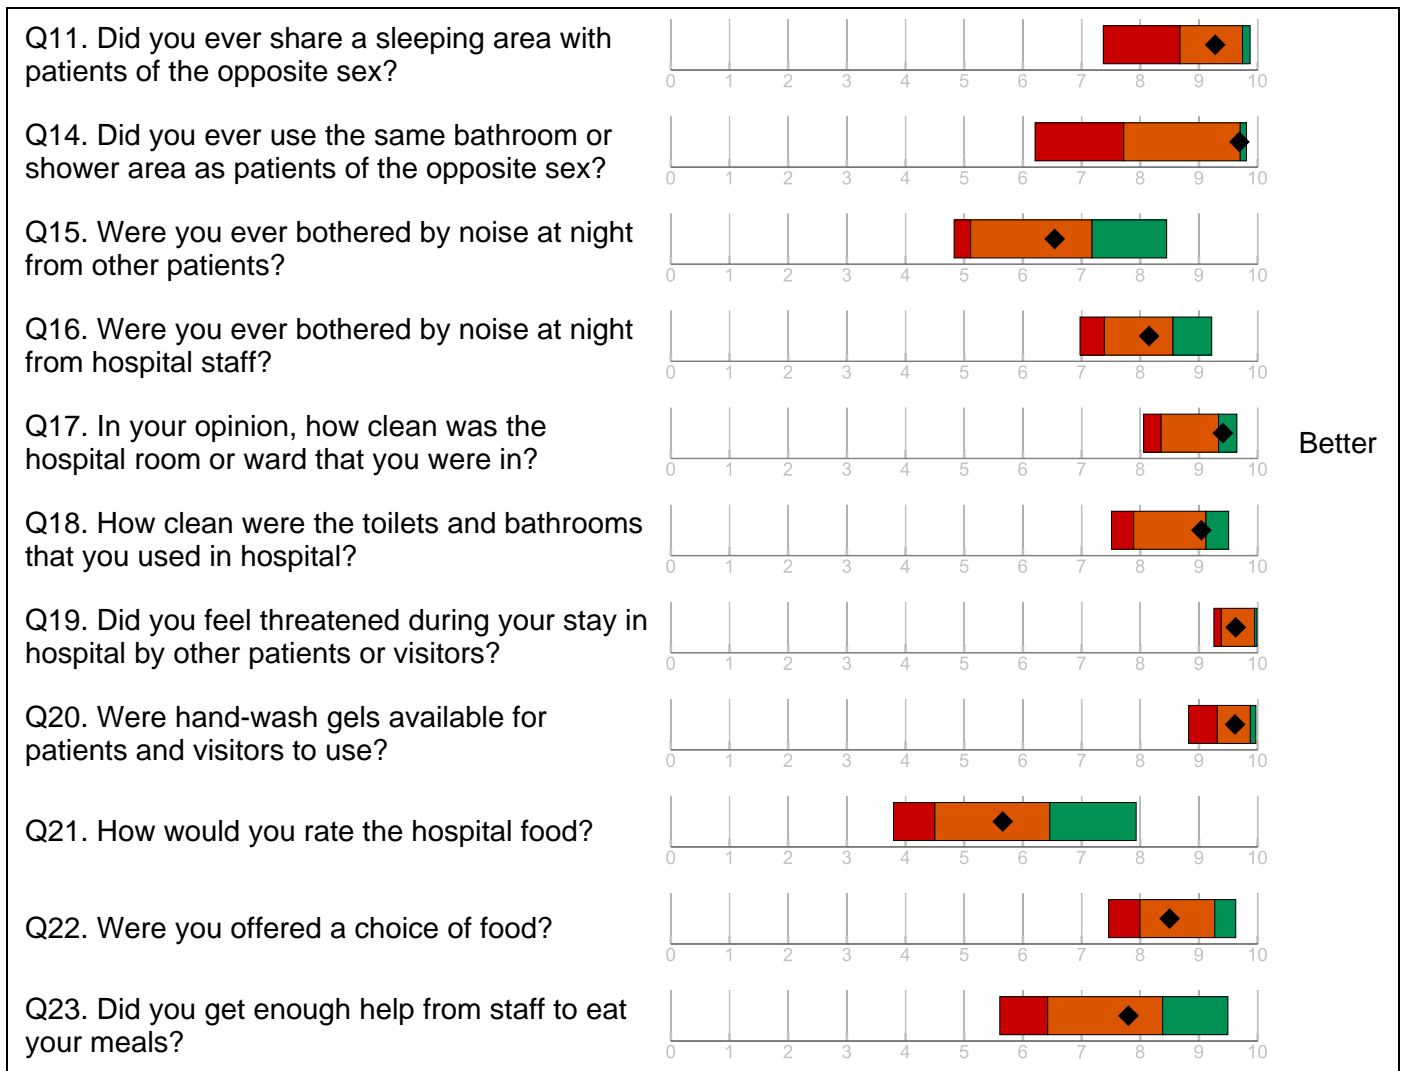 Q11. Did you ever share a sleeping area with
patients of the opposite sex?
0 1 2 3 4 5 6 7 8 9 10
Q14. Did you ever use the same bathroom or
shower area as patients of the opposite sex?
0 1 2 3 4 5 6 7 8 9 10
Q15. Were you ever bothered by noise at night
from other patients?
0 1 2 3 4 5 6 7 8 9 10
Q16. Were you ever bothered by noise at night
from hospital staff?
0 1 2 3 4 5 6 7 8 9 10
Q17. In your opinion, how clean was the
hospital room or ward that you were in?
Better
0 1 2 3 4 5 6 7 8 9 10
Q18. How clean were the toilets and bathrooms
that you used in hospital?
0 1 2 3 4 5 6 7 8 9 10
Q19. Did you feel threatened during your stay in
hospital by other patients or visitors?
0 1 2 3 4 5 6 7 8 9 10
Q20. Were hand-wash gels available for
patients and visitors to use?
0 1 2 3 4 5 6 7 8 9 10
Q21. How would you rate the hospital food?
0 1 2 3 4 5 6 7 8 9 10
Q22. Were you offered a choice of food?
0 1 2 3 4 5 6 7 8 9 10
Q23. Did you get enough help from staff to eat
your meals?
0 1 2 3 4 5 6 7 8 9 10